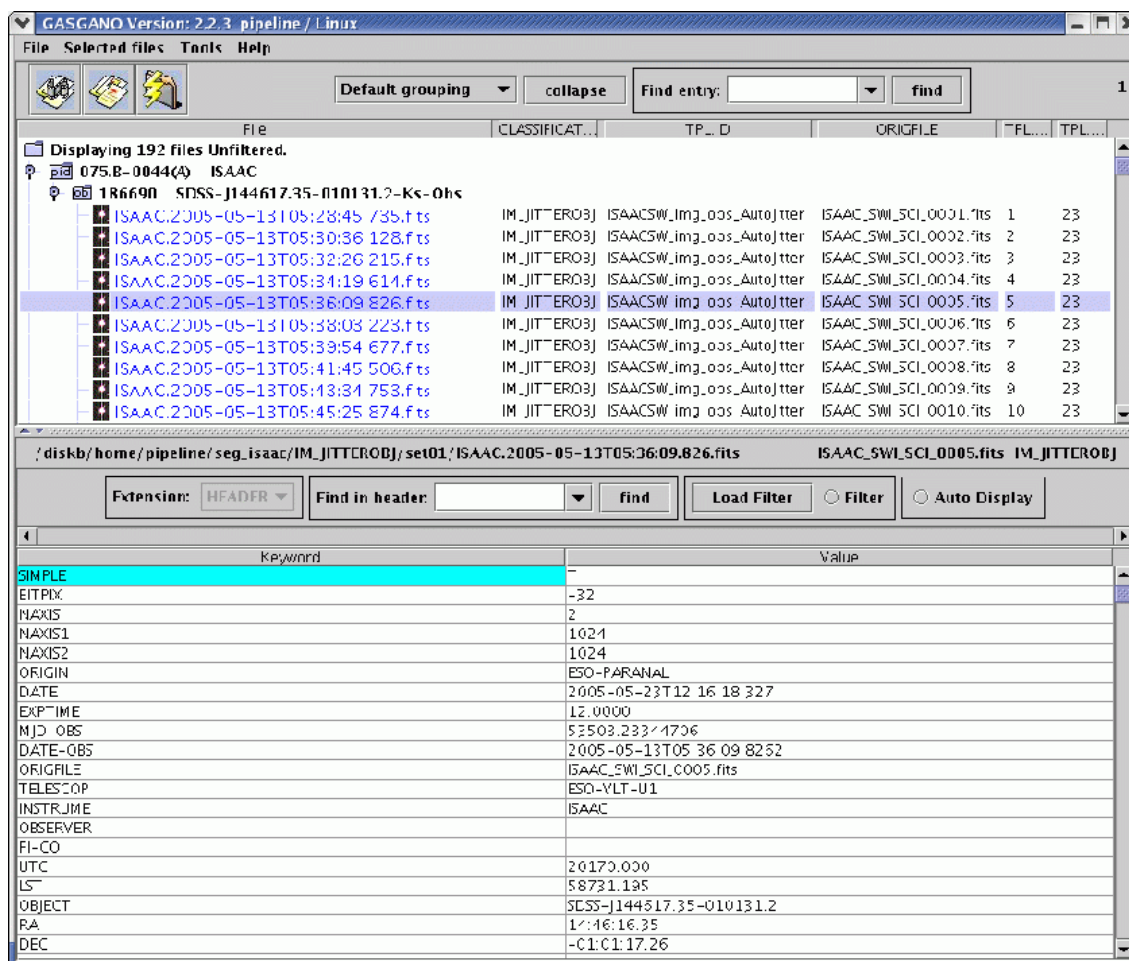 GASGANO Version: 2.2.3 pipeline / Linux
File Selected files Tools Help
Default grouping collapse Find entry: find 1
File CLASSIFICAT... TPL ID ORIGFILE TPL.... TPL....
Displaying 192 files Unfiltered.
pid 075.B-0044(A) ISAAC
ob 186690 SDSS-J144617.35-010131.2-Ks-Obs
ISAAC.2005-05-13T05:28:45.735.fits IM_JITTEROBJ ISAACSW_img_obs_AutoJitter ISAAC_SWI_SCI_0001.fits 1 23
ISAAC.2005-05-13T05:30:36.128.fits IM_JITTEROBJ ISAACSW_img_obs_AutoJitter ISAAC_SWI_SCI_0002.fits 2 23
ISAAC.2005-05-13T05:32:26.215.fits IM_JITTEROBJ ISAACSW_img_obs_AutoJitter ISAAC_SWI_SCI_0003.fits 3 23
ISAAC.2005-05-13T05:34:19.614.fits IM_JITTEROBJ ISAACSW_img_obs_AutoJitter ISAAC_SWI_SCI_0004.fits 4 23
ISAAC.2005-05-13T05:36:09.826.fits IM_JITTEROBJ ISAACSW_img_obs_AutoJitter ISAAC_SWI_SCI_0005.fits 5 23
ISAAC.2005-05-13T05:38:03.223.fits IM_JITTEROBJ ISAACSW_img_obs_AutoJitter ISAAC_SWI_SCI_0006.fits 6 23
ISAAC.2005-05-13T05:39:54.677.fits IM_JITTEROBJ ISAACSW_img_obs_AutoJitter ISAAC_SWI_SCI_0007.fits 7 23
ISAAC.2005-05-13T05:41:45.506.fits IM_JITTEROBJ ISAACSW_img_obs_AutoJitter ISAAC_SWI_SCI_0008.fits 8 23
ISAAC.2005-05-13T05:43:34.753.fits IM_JITTEROBJ ISAACSW_img_obs_AutoJitter ISAAC_SWI_SCI_0009.fits 9 23
ISAAC.2005-05-13T05:45:25.874.fits IM_JITTEROBJ ISAACSW_img_obs_AutoJitter ISAAC_SWI_SCI_0010.fits 10 23
/diskb/home/pipeline/seg_isaac/IM_JITTEROBJ/set01/ISAAC.2005-05-13T05:36:09.826.fits ISAAC_SWI_SCI_0005.fits IM_JITTEROBJ
Extension: HEADER Find in header: find Load Filter Filter Auto Display
Keyword Value
SIMPLE T
BITPIX -32
NAXIS 2
NAXIS1 1024
NAXIS2 1024
ORIGIN ESO-PARANAL
DATE 2005-05-23T12:16:18.327
EXPTIME 12.0000
MJD-OBS
DATE-OBS 2005-05-13T05:36:09.8262
ORIGFILE ISAAC_SWI_SCI_0005.fits
TELESCOP ESO-VLT-U1
INSTRUME ISAAC
OBSERVER
PI-COI
UTC 20170.000
LST 58731.195
OBJECT SDSS-J144617.35-010131.2
RA 14:46:16.35
DEC -01:01:17.26